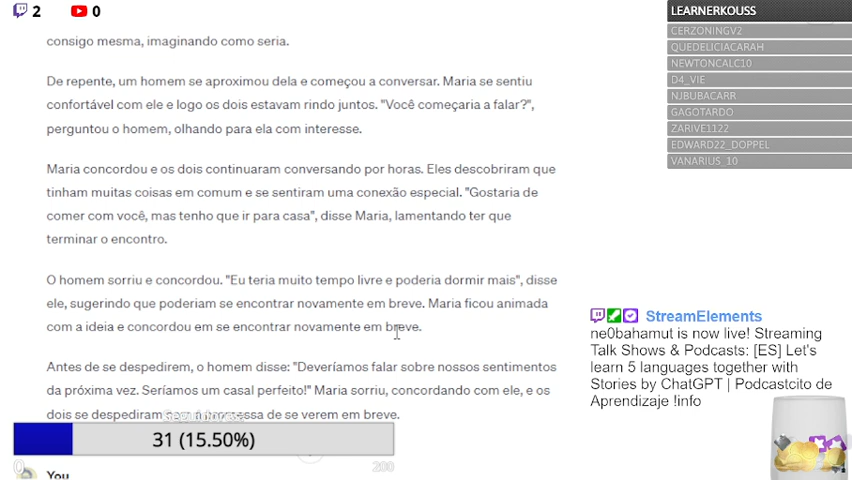 2
0
consigo mesma, imaginando como seria.
De repente, um homem se aproximou dela e começou a conversar. Maria se sentiu
confortável com ele e logo os dois estavam rindo juntos. "Você começaria a falar?",
perguntou o homem, olhando para ela com interesse.
Maria concordou e os dois continuaram conversando por horas. Eles descobriram que
tinham muitas coisas em comum e se sentiram uma conexão especial. "Gostaria de
comer com você, mas tenho que ir para casa", disse Maria, lamentando ter que
terminar o encontro.
O homem sorriu e concordou. "Eu teria muito tempo livre e poderia dormir mais", disse
ele, sugerindo que poderiam se encontrar novamente em breve. Maria ficou animada
com a ideia e concordou em se encontrar novamente em breve.
Antes de se despedirem, o homem disse: "Deveríamos falar sobre nossos sentimentos
da próxima vez. Seríamos um casal perfeito!" Maria sorriu, concordando com ele, e os
dois se despediram messa de se verem em breve.
31 (15.50%)
0
200
You
LEARNERKOUSS
CERZONINGV2
QUEDELICIACARAH
NEWTONCALC10
D4_VIE
NJBUBACARR
GAGOTARDO
ZARIVE1122
EDWARD22_DOPPEL
VANARIUS_10
StreamElements
ne0bahamut is now live! Streaming
Talk Shows & Podcasts: [ES] Let's
learn 5 languages together with
Stories by ChatGPT | Podcastcito de
Aprendizaje !info